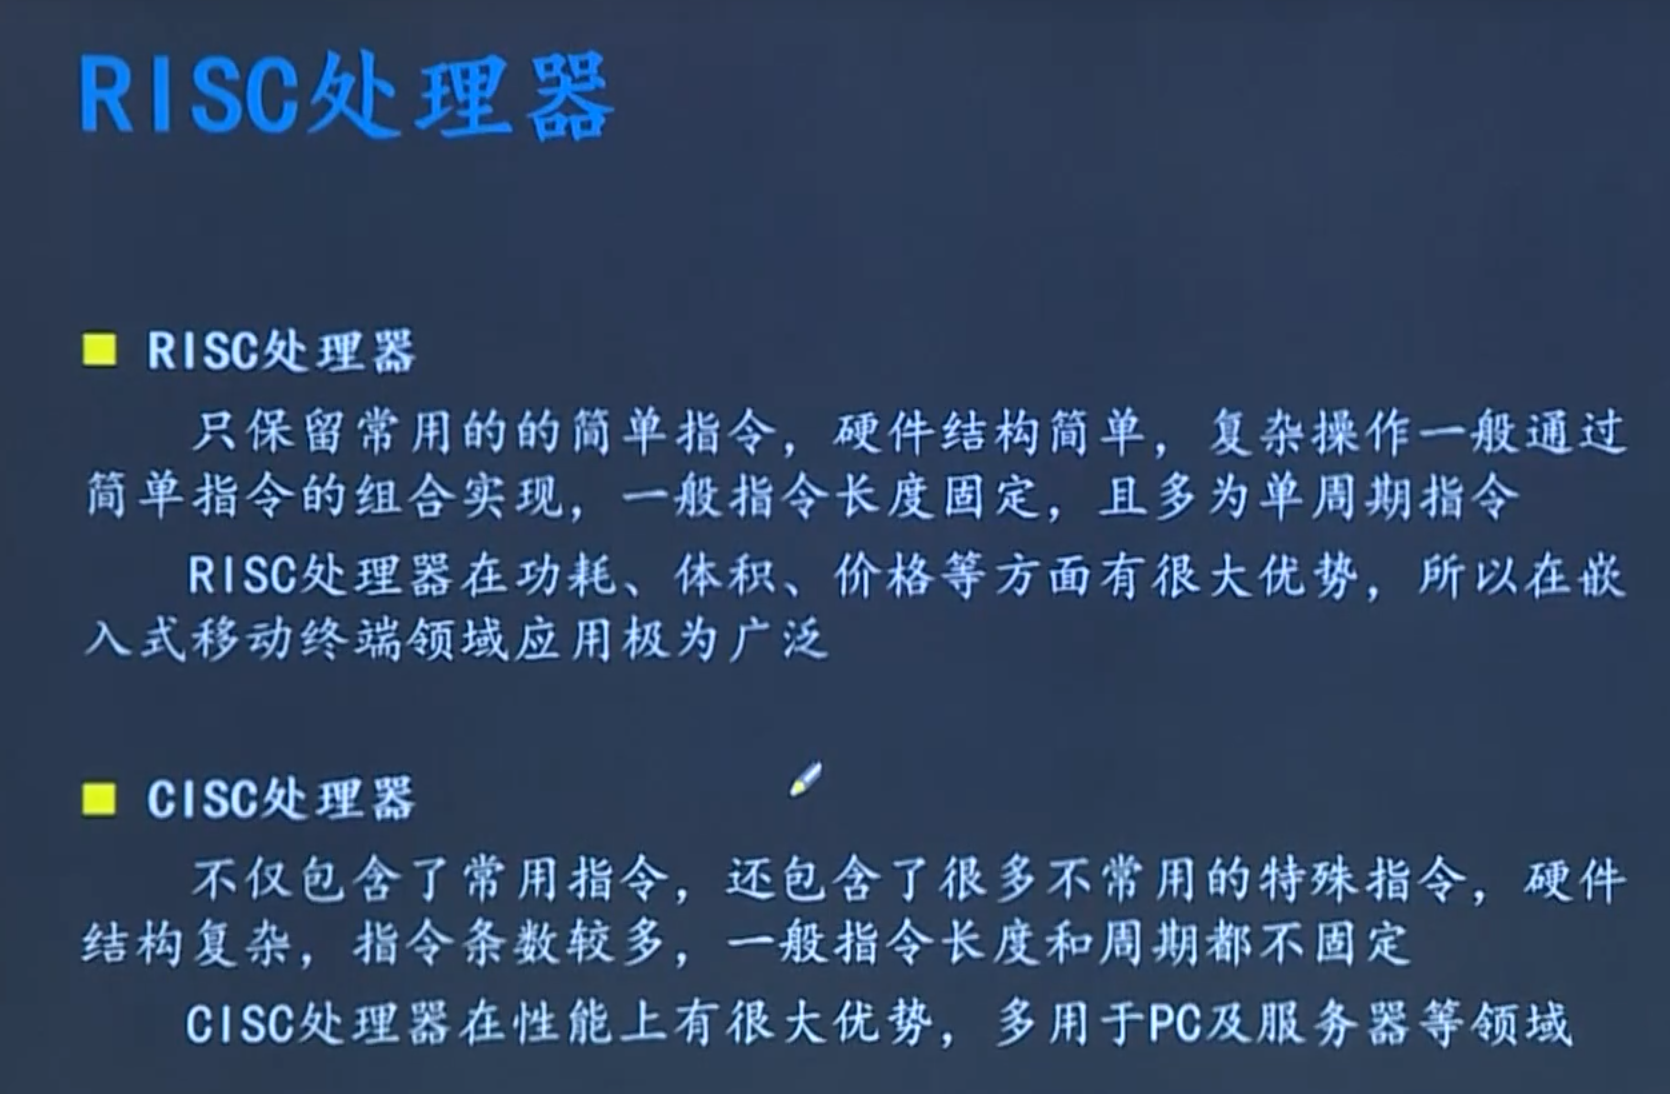 RISC处理器
RISC处理器
只保留常用的的简单指令，硬件结构简单，复杂操作一般通过
简单指令的组合实现，一般指令长度固定，且多为单周期指令
RISC处理器在功耗、体积、价格等方面有很大优势，所以在嵌
入式移动终端领域应用极为广泛
CISC处理器
不仅包含了常用指令，还包含了很多不常用的特殊指令，硬件
结构复杂，指令条数较多，一般指令长度和周期都不固定
CISC处理器在性能上有很大优势，多用于PC及服务器等领域